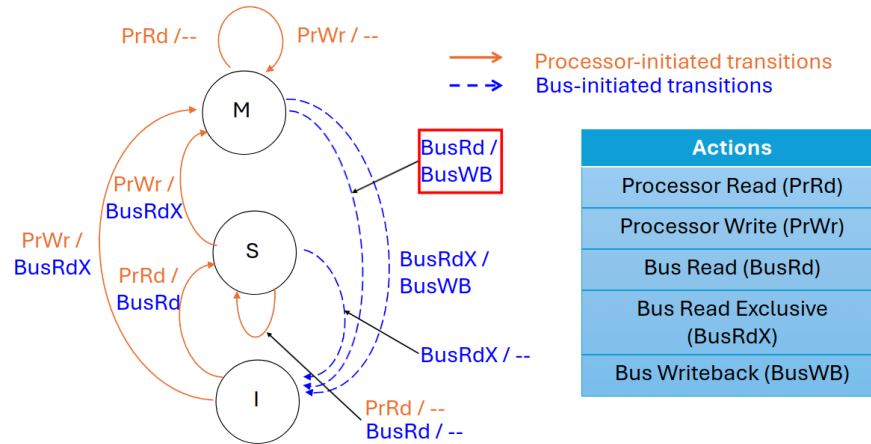 PrRd /--
PrWr / --
Processor-initiated transitions
Bus-initiated transitions
M
BusRd /
BusWB
Actions
Processor Read (PrRd)
Processor Write (PrWr)
Bus Read (BusRd)
Bus Read Exclusive
(BusRdX)
Bus Writeback (BusWB)
PrWr /
BusRdX
PrWr /
BusRdX
S
PrRd /
BusRd
BusRdX /
BusWB
BusRdX / --
I
PrRd / --
BusRd / --